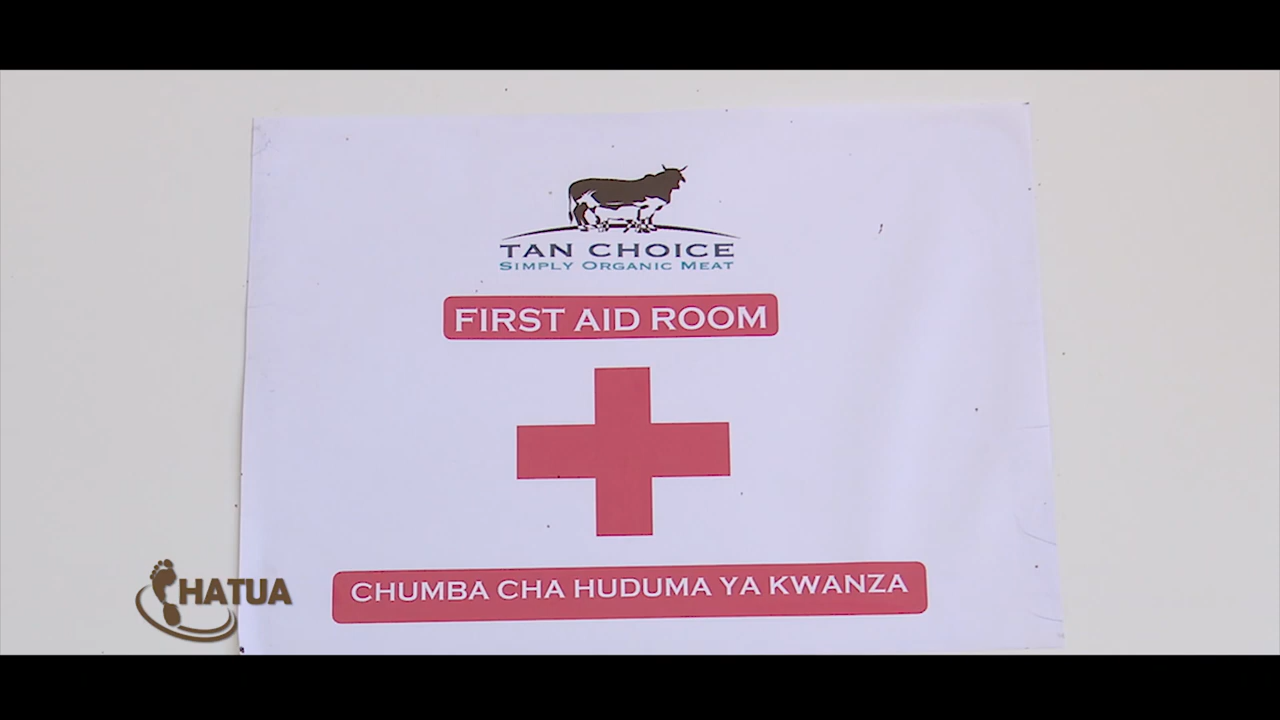 TAN CHOICE
SIMPLY ORGANIC MEAT
FIRST AID ROOM
CHUMBA CHA HUDUMA YA KWANZA
HATUA